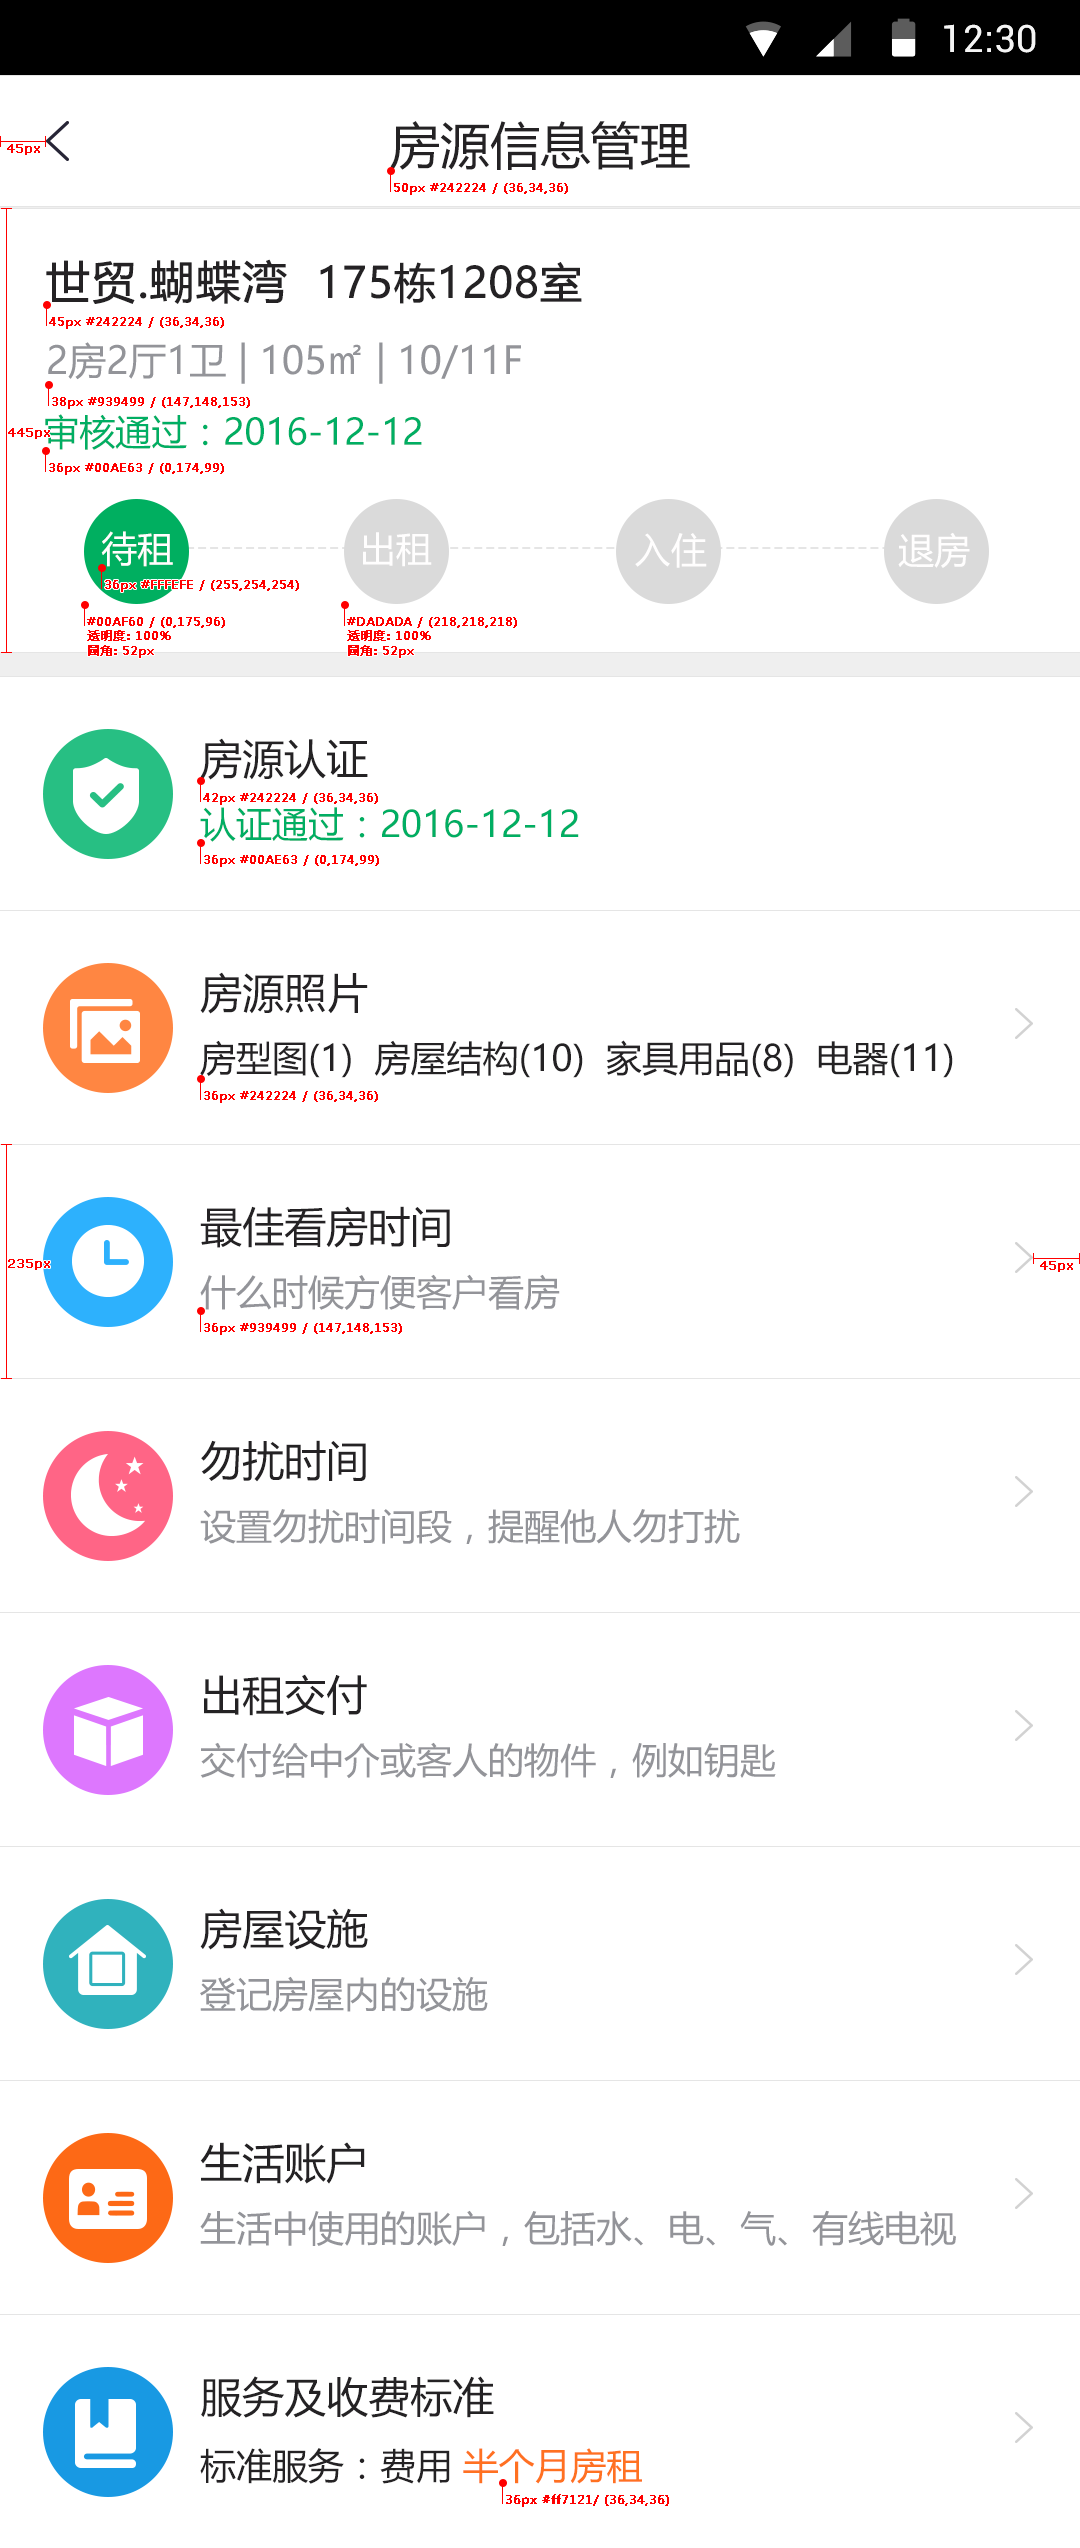 12:30
房源信息管理
45px
50px #242224 / (36,34,36)
世贸.蝴蝶湾 175栋1208室
45px #242224 / (36,34,36)
2房2厅1卫 | 105㎡ | 10/11F
38px #939499 / (147,148,153)
445px
审核通过：2016-12-12
36px #00AE63 / (0,174,99)
待租 出租 入住 退房
36px #FFFEFE / (255,254,254)
#00AF60 / (0,175,96) #DADADA / (218,218,218)
透明度: 100% 透明度: 100%
圆角: 52px 圆角: 52px
房源认证
42px #242224 / (36,34,36)
认证通过：2016-12-12
36px #00AE63 / (0,174,99)
房源照片
房型图(1) 房屋结构(10) 家具用品(8) 电器(11)
36px #242224 / (36,34,36)
最佳看房时间
235px
45px
什么时候方便客户看房
36px #939499 / (147,148,153)
勿扰时间
设置勿扰时间段，提醒他人勿打扰
出租交付
交付给中介或客人的物件，例如钥匙
房屋设施
登记房屋内的设施
生活账户
生活中使用的账户，包括水、电、气、有线电视
服务及收费标准
标准服务：费用 半个月房租
36px #ff7121/ (36,34,36)